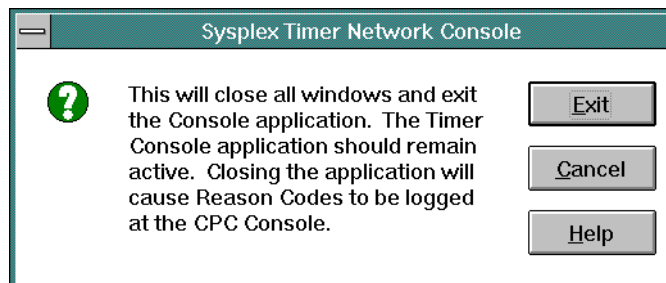 Sysplex Timer Network Console
This will close all windows and exit
the Console application. The Timer
Console application should remain
active. Closing the application will
cause Reason Codes to be logged
at the CPC Console.
Exit
Cancel
Help